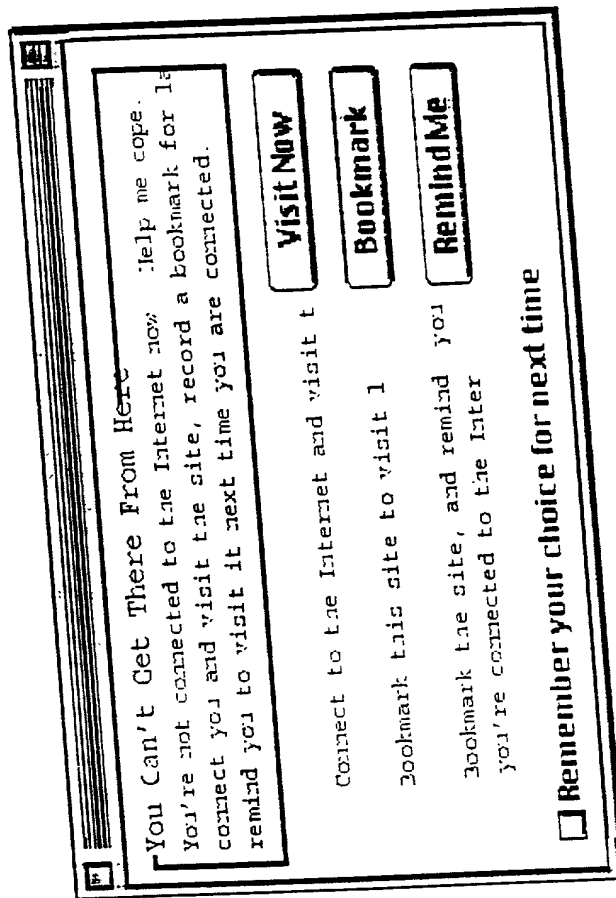 You Can't Get There From Here
You're not connected to the Internet now Help me cope.
connect you and visit the site, record a bookmark for la
remind you to visit it next time you are connected.
Connect to the Internet and visit t
Visit Now
Bookmark this site to visit l
Bookmark
Bookmark the site, and remind you
you're connected to the Inter
Remind Me
Remember your choice for next time